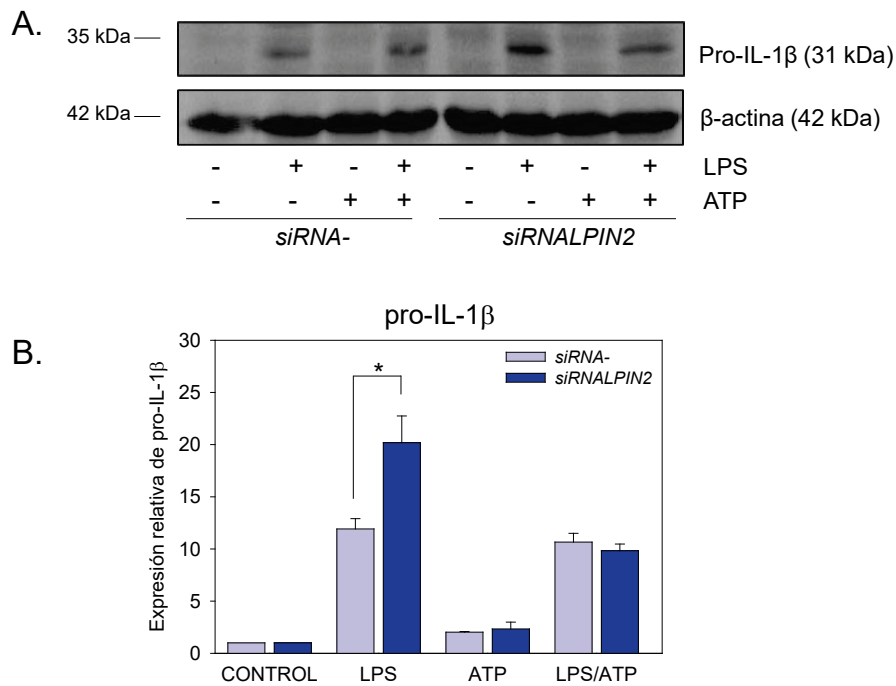 A.
35 kDa
Pro-IL-1β (31 kDa)
42 kDa
β-actina (42 kDa)
- + - + - + - + LPS
- - + + - - + + ATP
siRNA- siRNALPIN2
pro-IL-1β
B.
30
25
20
15
10
5
0
Expresión relativa de pro-IL-1β
*
siRNA-
siRNALPIN2
CONTROL LPS ATP LPS/ATP